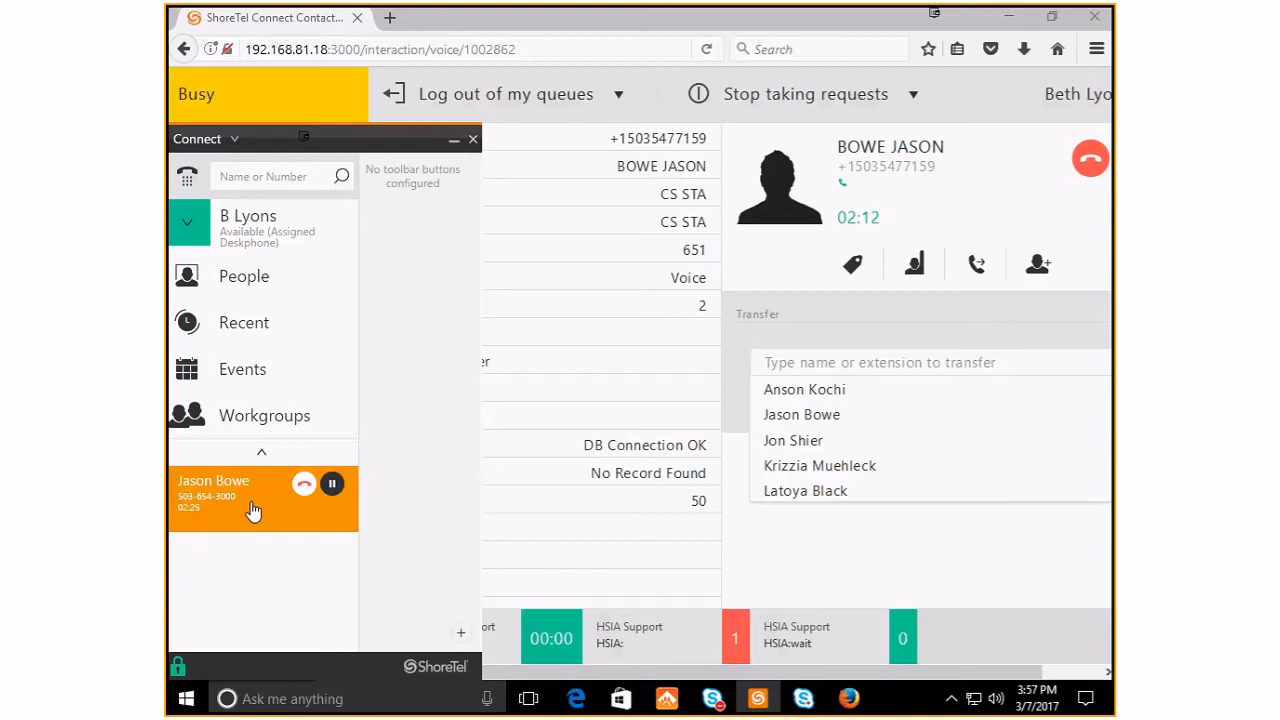 ShoreTel Connect Contact...
192.168.81.18:3000/interaction/voice/1002862
Search
Busy
Log out of my queues
Stop taking requests
Beth Lyo
Connect
Name or Number
No toolbar buttons
configured
B Lyons
Available (Assigned
Deskphone)
People
Recent
Events
Workgroups
Jason Bowe
503-654-3000
02:25
ShoreTel
+15035477159
BOWE JASON
CS STA
CS STA
651
Voice
2
er
DB Connection OK
No Record Found
50
BOWE JASON
+15035477159
02:12
Transfer
Type name or extension to transfer
Anson Kochi
Jason Bowe
Jon Shier
Krizzia Muehleck
Latoya Black
ort
00:00
HSIA Support
HSIA:
1
HSIA Support
HSIA:wait
0
Ask me anything
3:57 PM
3/7/2017